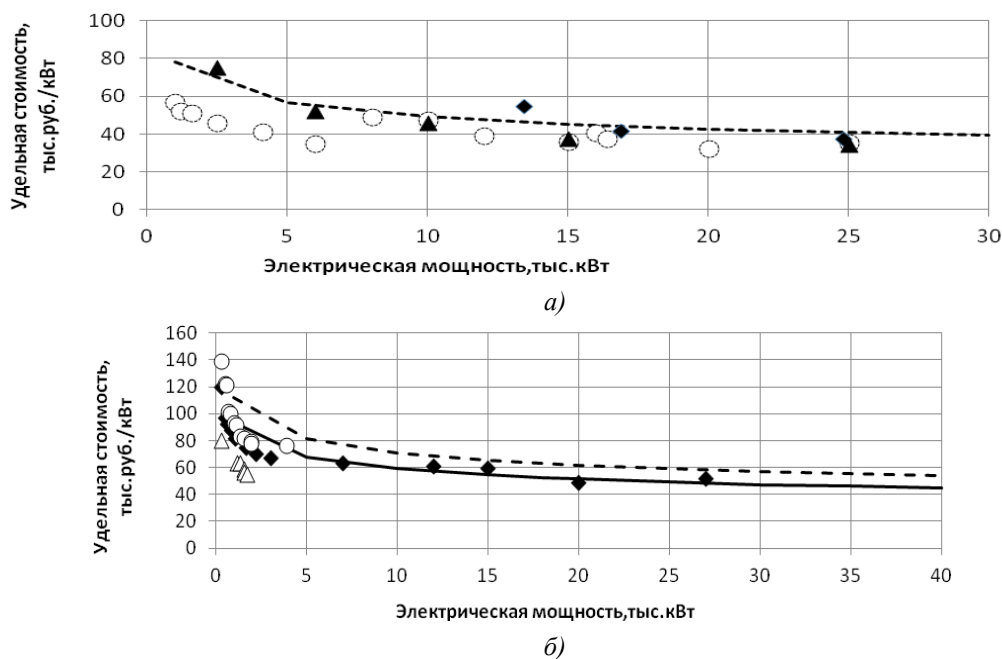 Удельная стоимость,
тыс.руб./кВт
100
80
60
40
20
0
0 5 10 15 20 25 30
Электрическая мощность,тыс.кВт
а)
Удельная стоимость,
тыс.руб./кВт
160
140
120
100
80
60
40
20
0
0 5 10 15 20 25 30 35 40
Электрическая мощность,тыс.кВт
б)